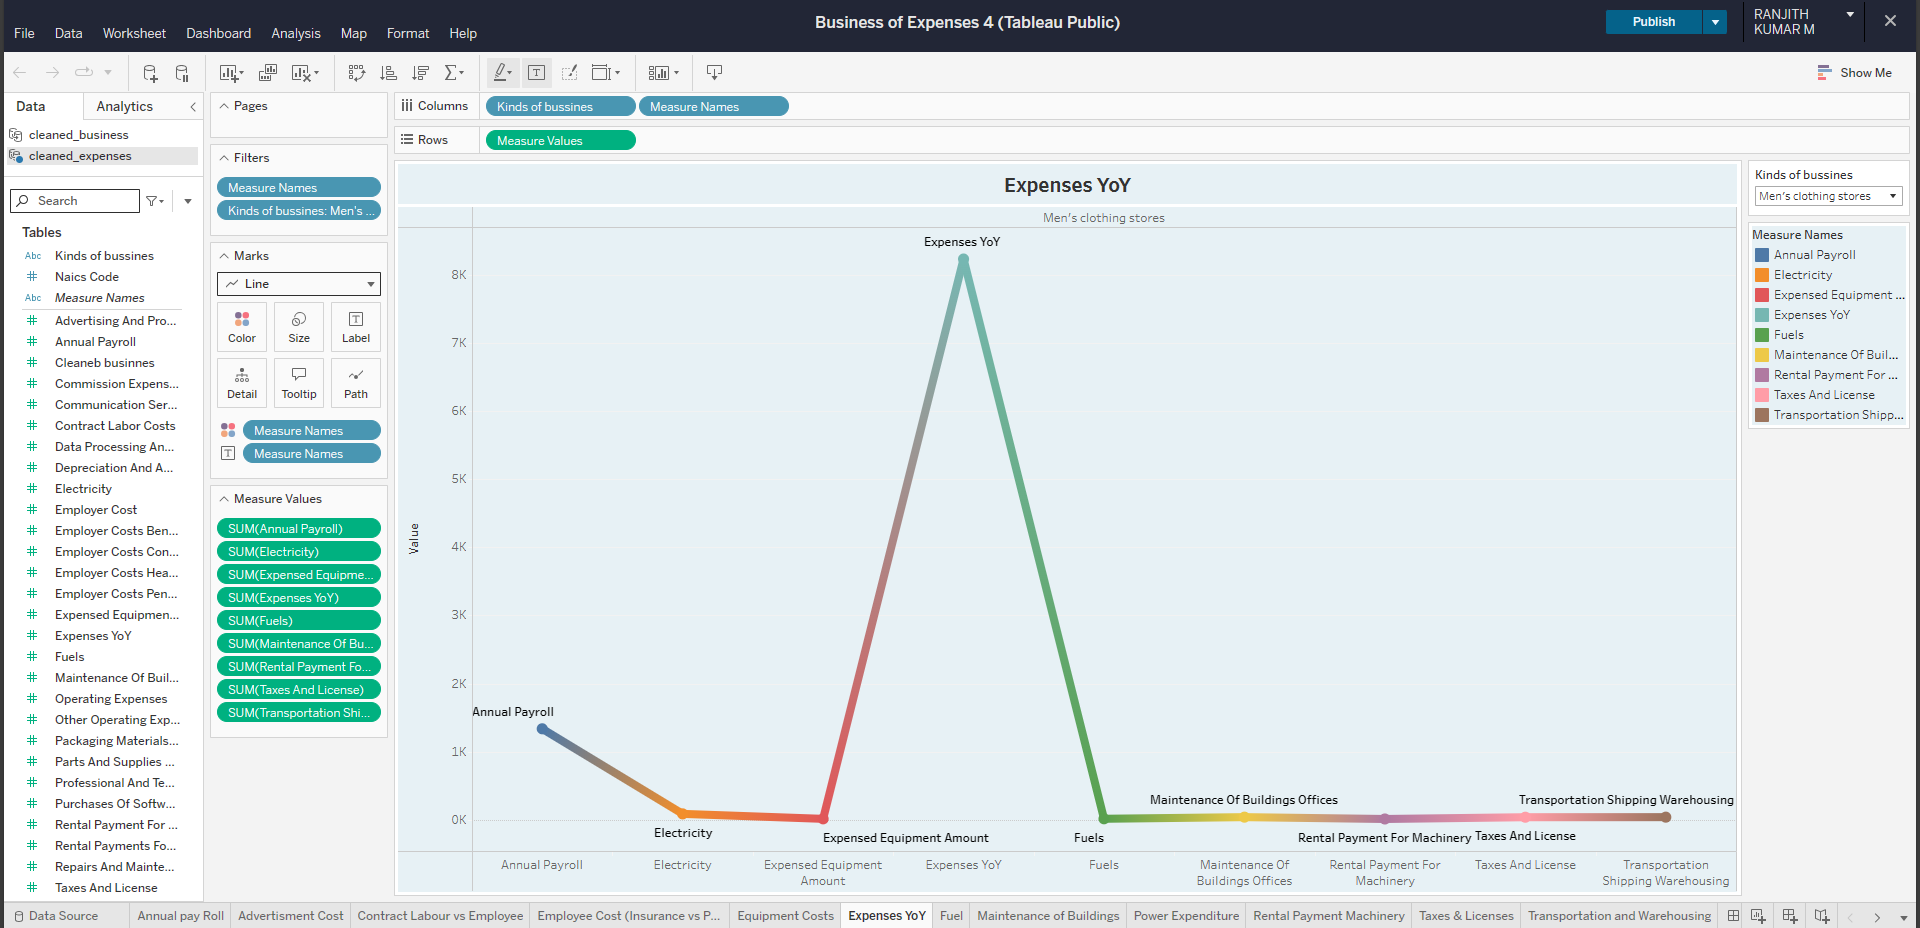 Business of Expenses 4 (Tableau Public)
Publish
RANJITH
KUMAR M
File Data Worksheet Dashboard Analysis Map Format Help
Show Me
Data Analytics
cleaned_business
cleaned_expenses
Search
Tables
Abc Kinds of bussines
Naics Code
Abc Measure Names
Advertising And Pro...
Annual Payroll
Cleaneb businnes
Commission Expens...
Communication Ser...
Contract Labor Costs
Data Processing An...
Depreciation And A...
Electricity
Employer Cost
Employer Costs Ben...
Employer Costs Con...
Employer Costs Hea...
Employer Costs Pen...
Expensed Equipmen...
Expenses YoY
Fuels
Maintenance Of Buil...
Operating Expenses
Other Operating Exp...
Packaging Materials...
Parts And Supplies ...
Professional And Te...
Purchases Of Softw...
Rental Payment For ...
Rental Payments Fo...
Repairs And Mainte...
Taxes And License
Pages
Filters
Measure Names
Kinds of bussines: Men's ...
Marks
Line
Color Size Label
Detail Tooltip Path
Measure Names
Measure Names
Measure Values
SUM(Annual Payroll)
SUM(Electricity)
SUM(Expensed Equipme...
SUM(Expenses YoY)
SUM(Fuels)
SUM(Maintenance Of Bu...
SUM(Rental Payment Fo...
SUM(Taxes And License)
SUM(Transportation Shi...
Columns Kinds of bussines Measure Names
Rows Measure Values
Expenses YoY
Men's clothing stores
Expenses YoY
8K
7K
6K
5K
4K
3K
2K
1K
0K
Value
Annual Payroll
Electricity
Expensed Equipment Amount
Fuels
Maintenance Of Buildings Offices
Rental Payment For Machinery
Taxes And License
Transportation Shipping Warehousing
Annual Payroll
Electricity
Expensed Equipment
Amount
Expenses YoY
Fuels
Maintenance Of
Buildings Offices
Rental Payment For
Machinery
Taxes And License
Transportation
Shipping Warehousing
Kinds of bussines
Men's clothing stores
Measure Names
Annual Payroll
Electricity
Expensed Equipment ...
Expenses YoY
Fuels
Maintenance Of Buil...
Rental Payment For ...
Taxes And License
Transportation Shipp...
Data Source Annual pay Roll Advertisment Cost Contract Labour vs Employee Employee Cost (Insurance vs P... Equipment Costs Expenses YoY Fuel Maintenance of Buildings Power Expenditure Rental Payment Machinery Taxes & Licenses Transportation and Warehousing